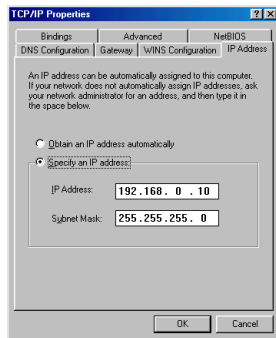 TCP/IP Properties
Bindings Advanced NetBIOS
DNS Configuration Gateway WINS Configuration IP Address
An IP address can be automatically assigned to this computer.
If your network does not automatically assign IP addresses, ask
your network administrator for an address, and then type it in
the space below.
Obtain an IP address automatically
Specify an IP address:
IP Address: 192.168. 0 .10
Subnet Mask: 255.255.255. 0
OK Cancel